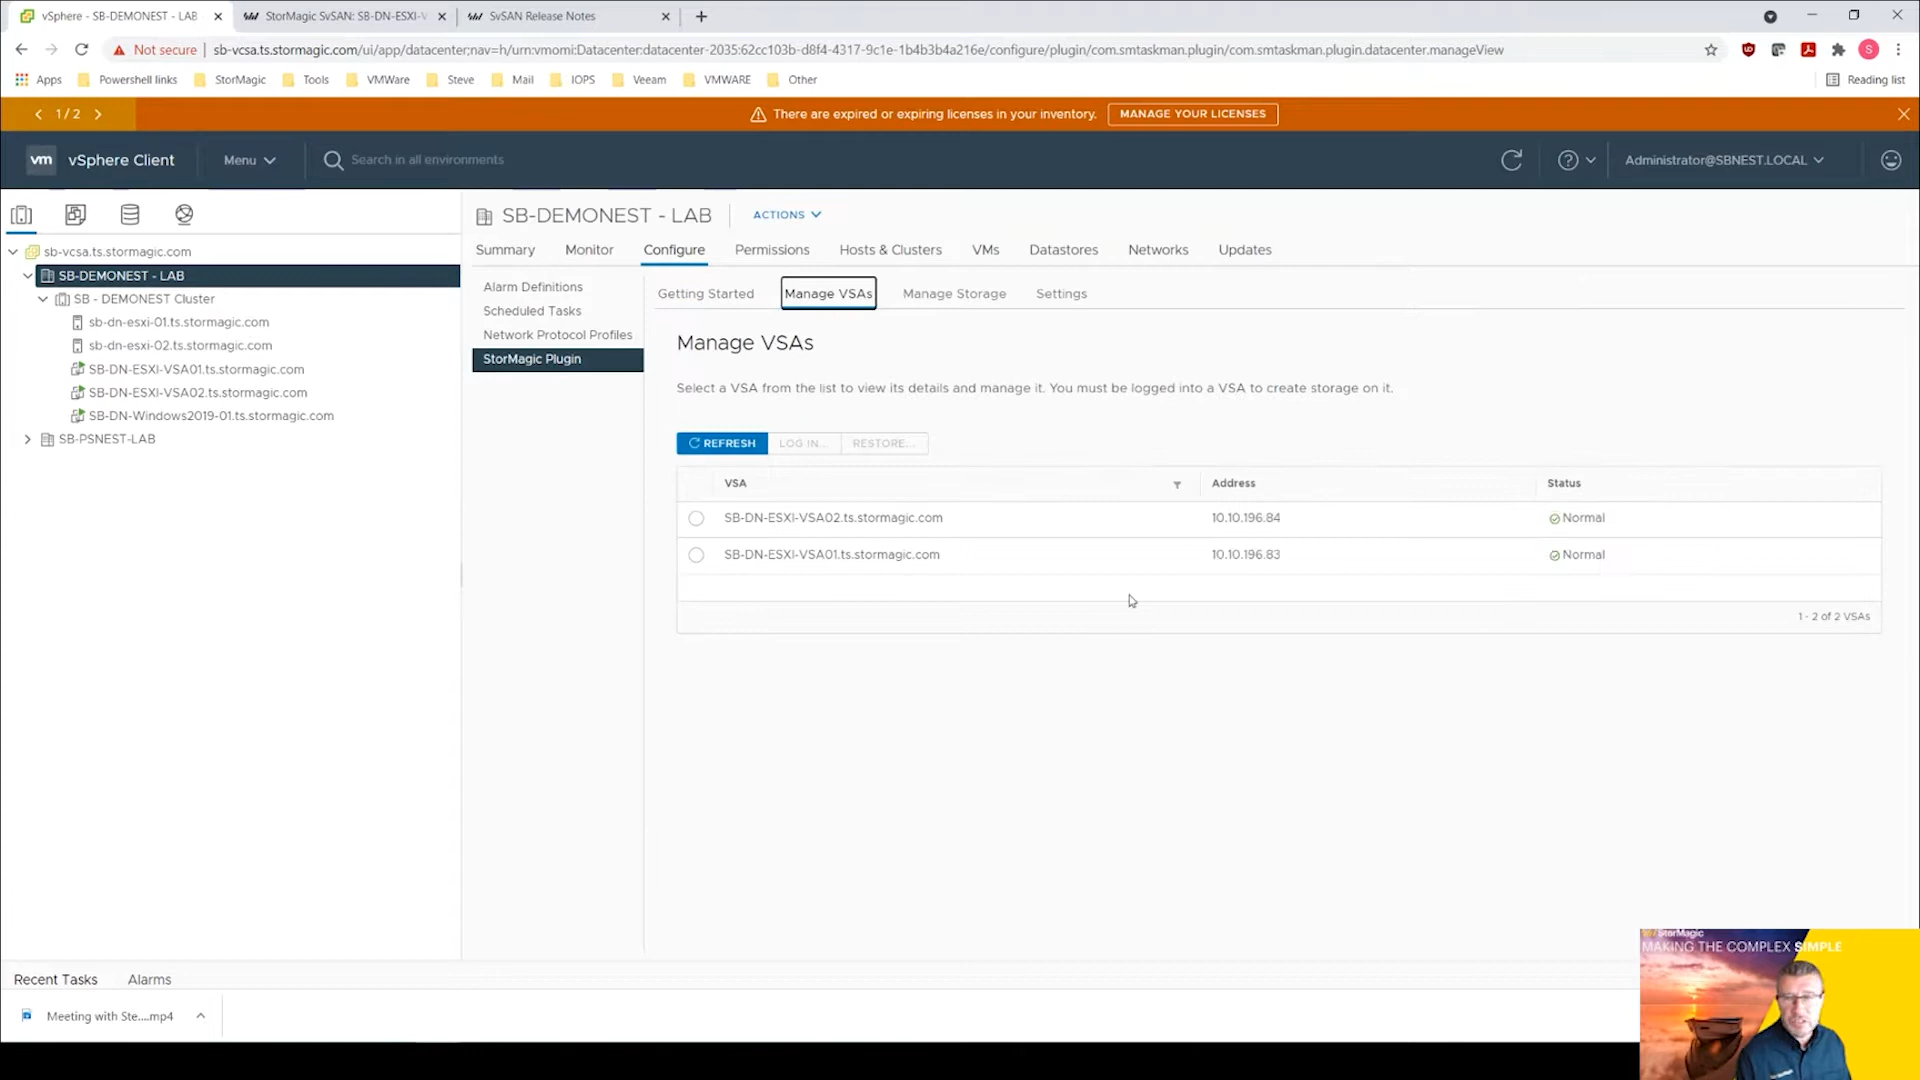 vSphere - SB-DEMONEST - LAB
StorMagic SvSAN: SB-DN-ESXI-V
SvSAN Release Notes
Not secure
sb-vcsa.ts.stormagic.com/ui/app/datacenter;nav=h/urn:vmomi:Datacenter:datacenter-2035:62cc103b-d8f4-4317-9c1e-1b4b3b4a216e/configure/plugin/com.smtaskman.plugin/com.smtaskman.plugin.datacenter.manageView
S
Apps
Powershell links
StorMagic
Tools
VMWare
Steve
Mail
IOPS
Veeam
VMWARE
Other
Reading list
1 / 2
There are expired or expiring licenses in your inventory.
MANAGE YOUR LICENSES
vm
vSphere Client
Menu
Search in all environments
Administrator@SBNEST.LOCAL
sb-vcsa.ts.stormagic.com
SB-DEMONEST - LAB
SB - DEMONEST Cluster
sb-dn-esxi-01.ts.stormagic.com
sb-dn-esxi-02.ts.stormagic.com
SB-DN-ESXI-VSA01.ts.stormagic.com
SB-DN-ESXI-VSA02.ts.stormagic.com
SB-DN-Windows2019-01.ts.stormagic.com
SB-PSNEST-LAB
SB-DEMONEST - LAB
ACTIONS
Summary
Monitor
Configure
Permissions
Hosts & Clusters
VMs
Datastores
Networks
Updates
Alarm Definitions
Scheduled Tasks
Network Protocol Profiles
StorMagic Plugin
Getting Started
Manage VSAs
Manage Storage
Settings
Manage VSAs
Select a VSA from the list to view its details and manage it. You must be logged into a VSA to create storage on it.
REFRESH
LOG IN...
RESTORE...
VSA
Address
Status
SB-DN-ESXI-VSA02.ts.stormagic.com
10.10.196.84
Normal
SB-DN-ESXI-VSA01.ts.stormagic.com
10.10.196.83
Normal
1 - 2 of 2 VSAs
Recent Tasks
Alarms
Meeting with Ste....mp4
StorMagic
MAKING THE COMPLEX SIMPLE